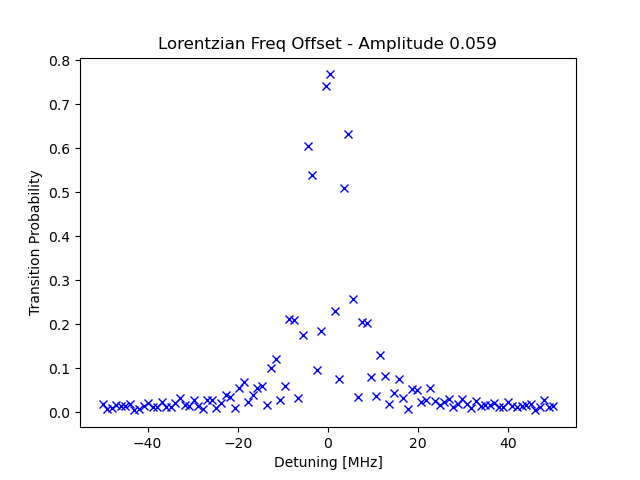 Lorentzian Freq Offset - Amplitude 0.059
0.8
0.7
0.6
0.5
0.4
0.3
0.2
0.1
0.0
Transition Probability
−40 −20 0 20 40
Detuning [MHz]